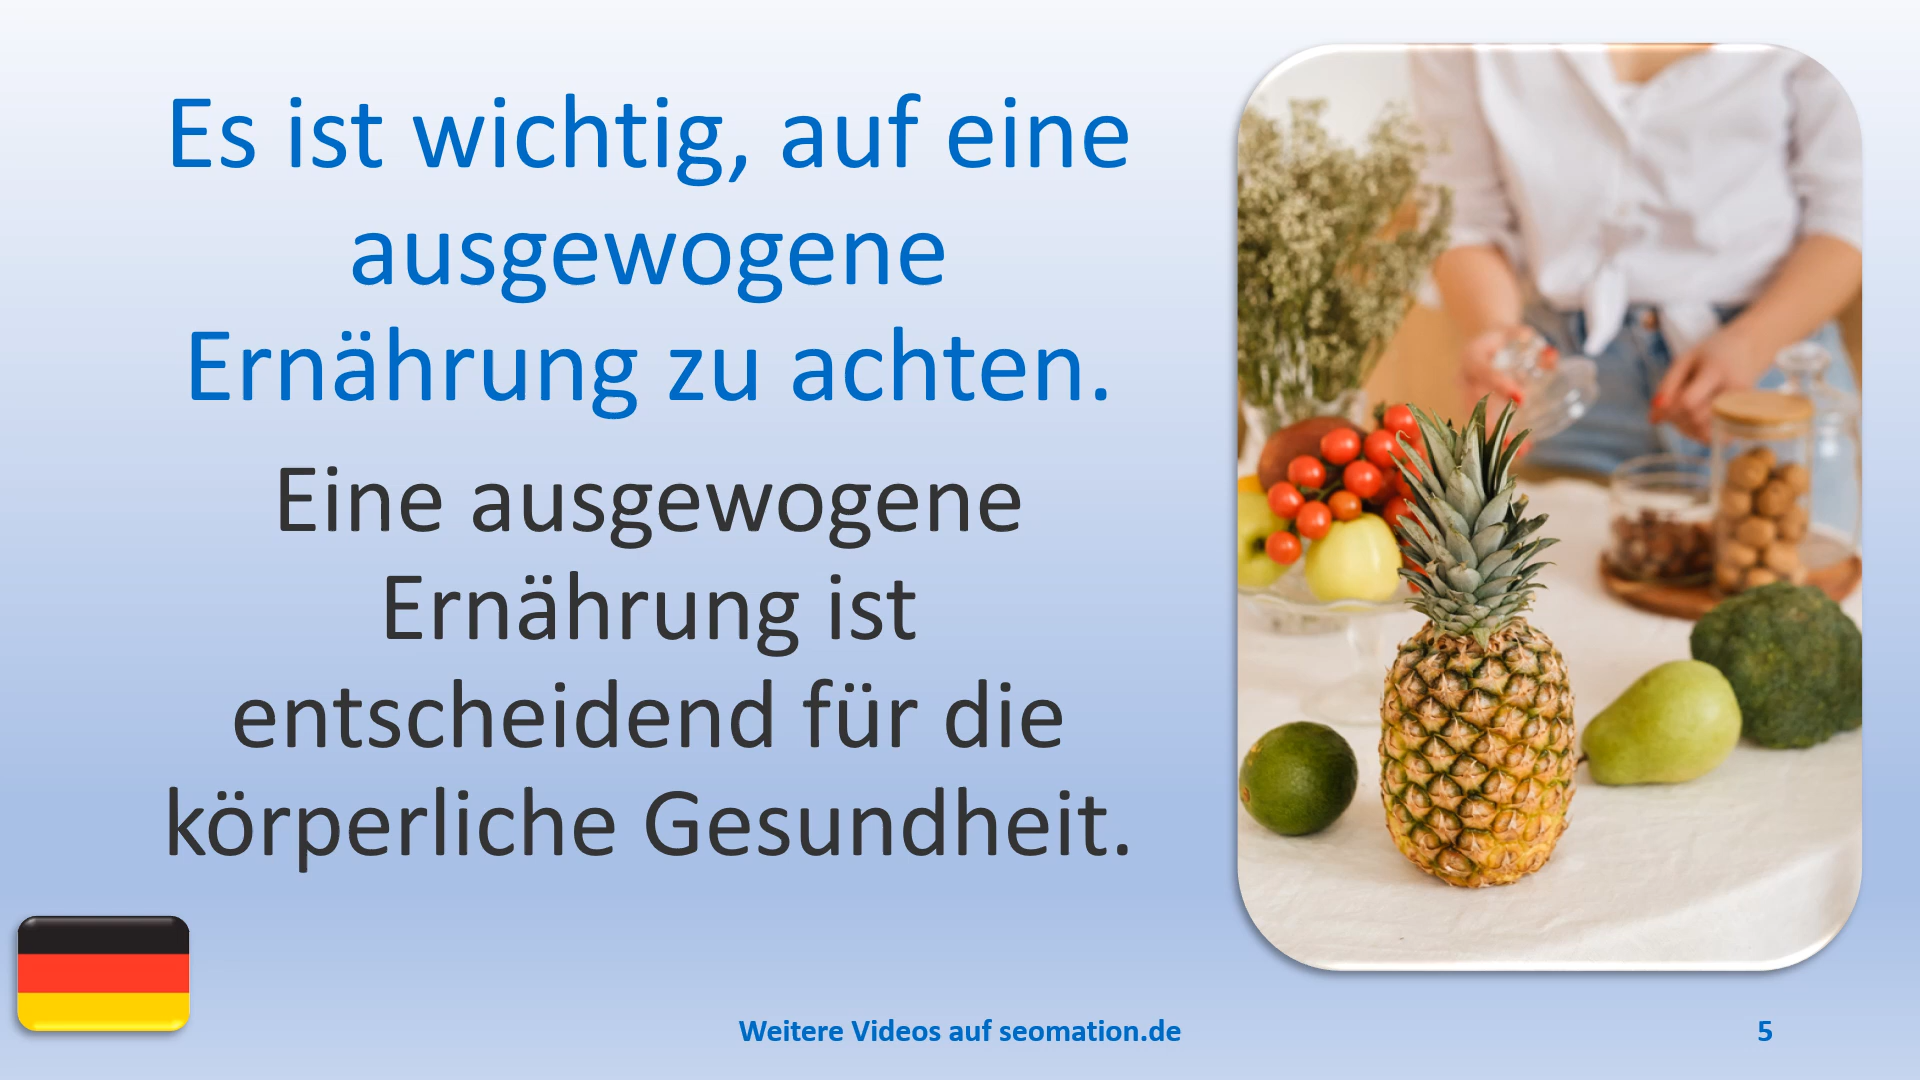 Es ist wichtig, auf eine
ausgewogene
Ernährung zu achten.
Eine ausgewogene
Ernährung ist
entscheidend für die
körperliche Gesundheit.
Weitere Videos auf seomation.de
5